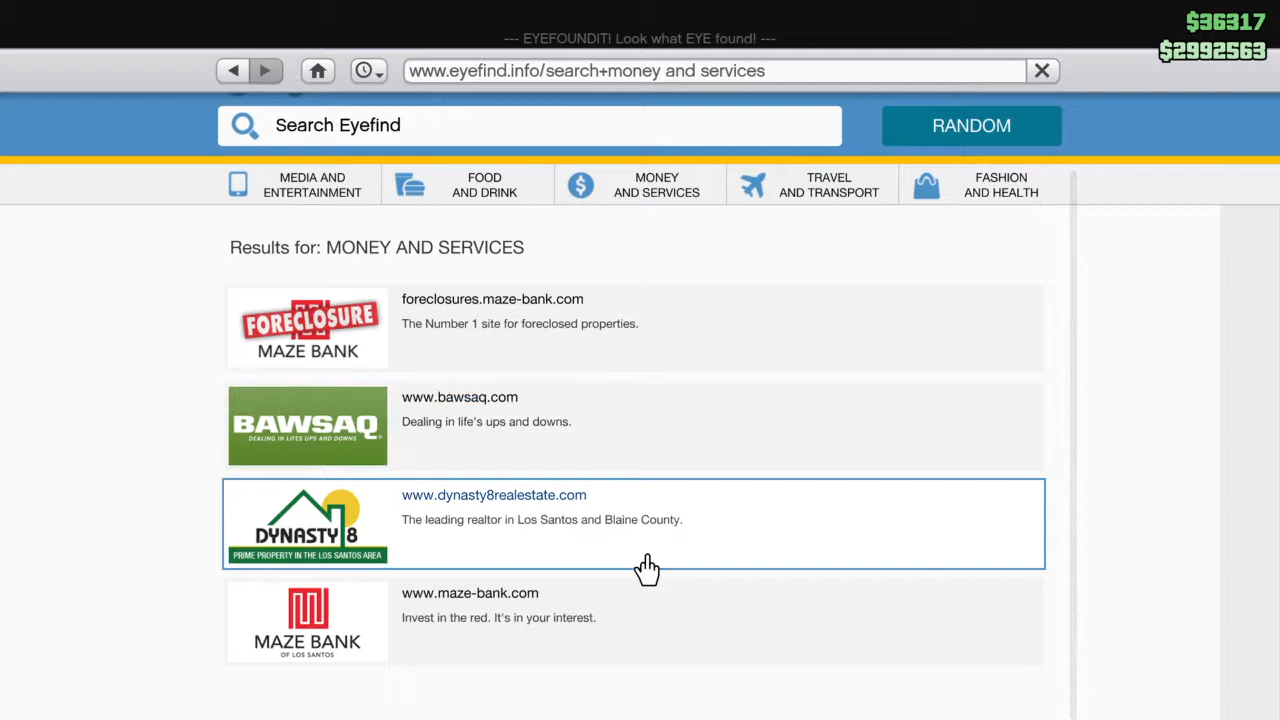 $36317
--- EYEFOUNDIT! Look what EYE found! ---
$2992563
www.eyefind.info/search+money and services
Search Eyefind
RANDOM
MEDIA AND
ENTERTAINMENT
FOOD
AND DRINK
MONEY
AND SERVICES
TRAVEL
AND TRANSPORT
FASHION
AND HEALTH
Results for: MONEY AND SERVICES
FORECLOSURE
MAZE BANK
foreclosures.maze-bank.com
The Number 1 site for foreclosed properties.
BAWSAQ
DEALING IN LIFES UPS AND DOWNS
www.bawsaq.com
Dealing in life's ups and downs.
DYNASTY 8
PRIME PROPERTY IN THE LOS SANTOS AREA
www.dynasty8realestate.com
The leading realtor in Los Santos and Blaine County.
MAZE BANK
OF LOS SANTOS
www.maze-bank.com
Invest in the red. It's in your interest.